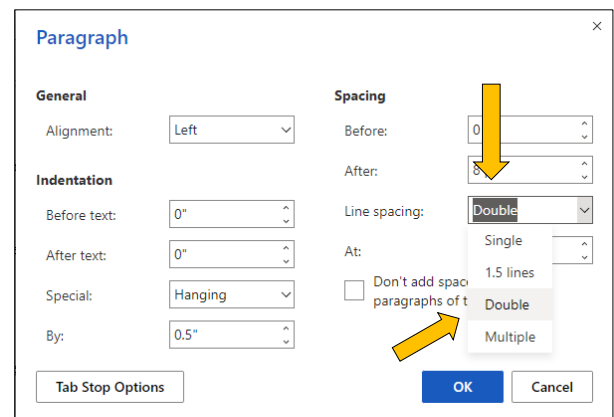 Paragraph
General
Alignment: Left
Indentation
Before text: 0"
After text: 0"
Special: Hanging
By: 0.5"
Tab Stop Options
Spacing
Before: 0
After: 8
Line spacing: Double
Single
1.5 lines
Double
Multiple
At:
Don't add space
paragraphs of t
OK
Cancel